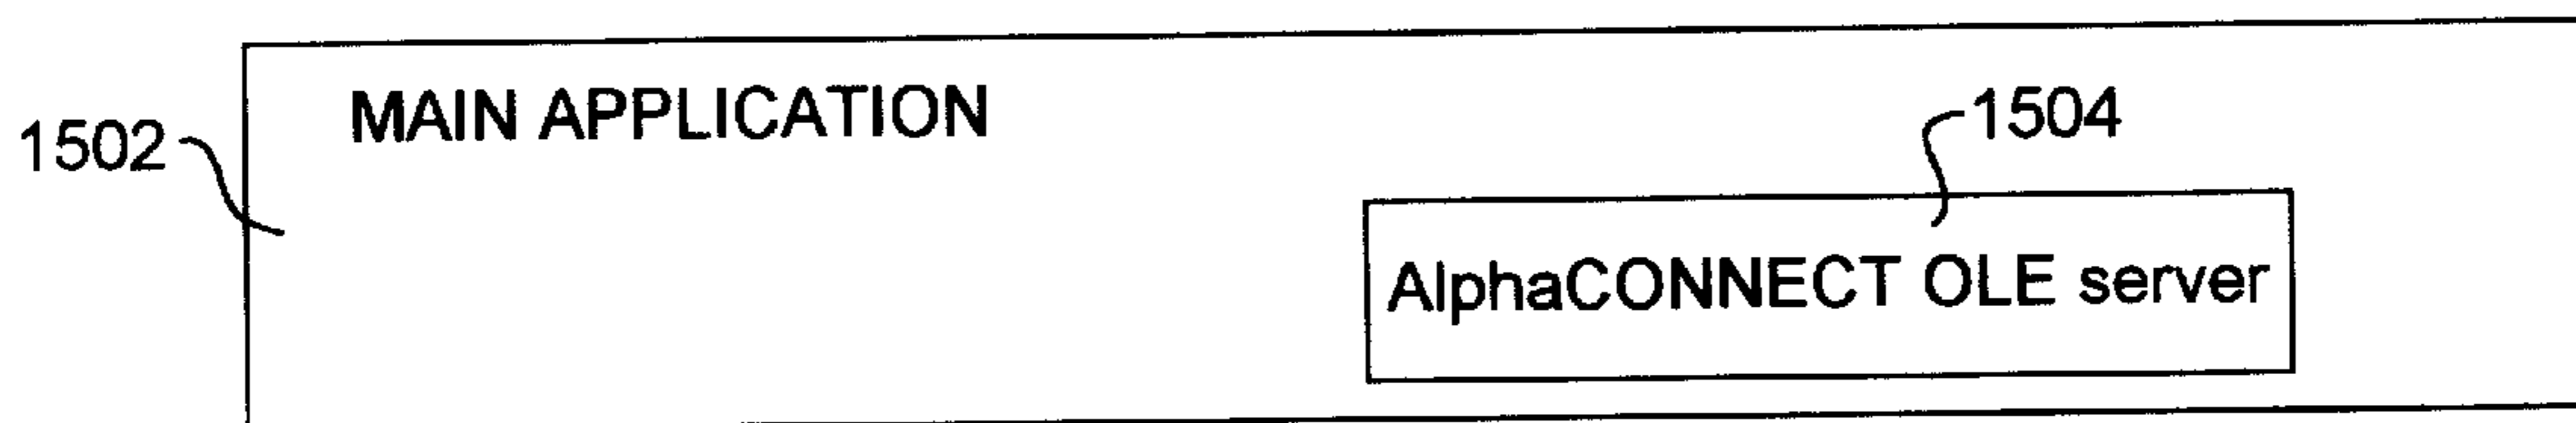 MAIN APPLICATION
1504
1502
AlphaCONNECT OLE server